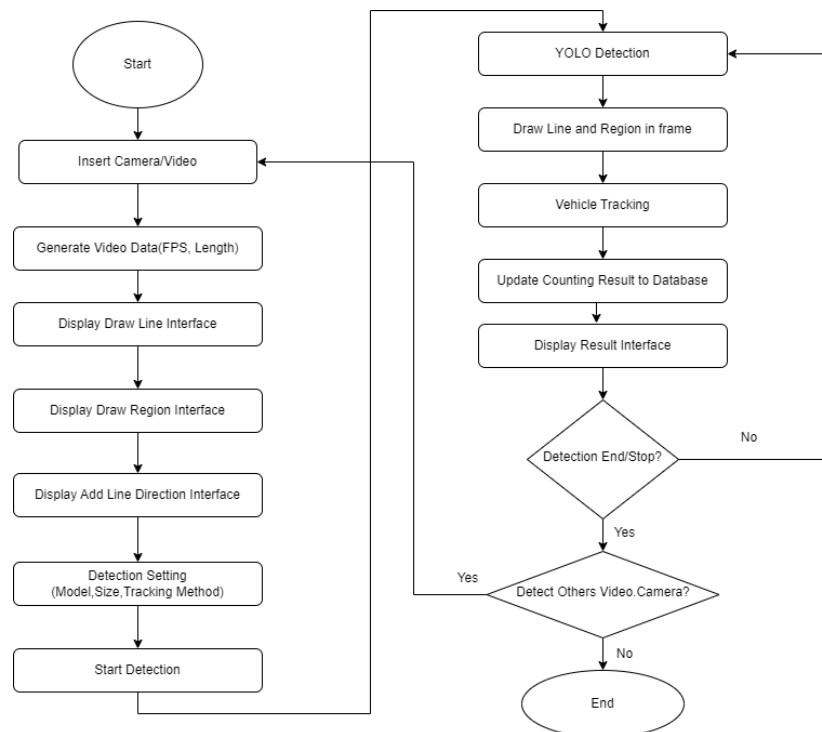 Start
Insert Camera/Video
Generate Video Data(FPS, Length)
Display Draw Line Interface
Display Draw Region Interface
Display Add Line Direction Interface
Detection Setting
(Model,Size,Tracking Method)
Start Detection
YOLO Detection
Draw Line and Region in frame
Vehicle Tracking
Update Counting Result to Database
Display Result Interface
Detection End/Stop?
No
Yes
Detect Others Video.Camera?
Yes
No
End